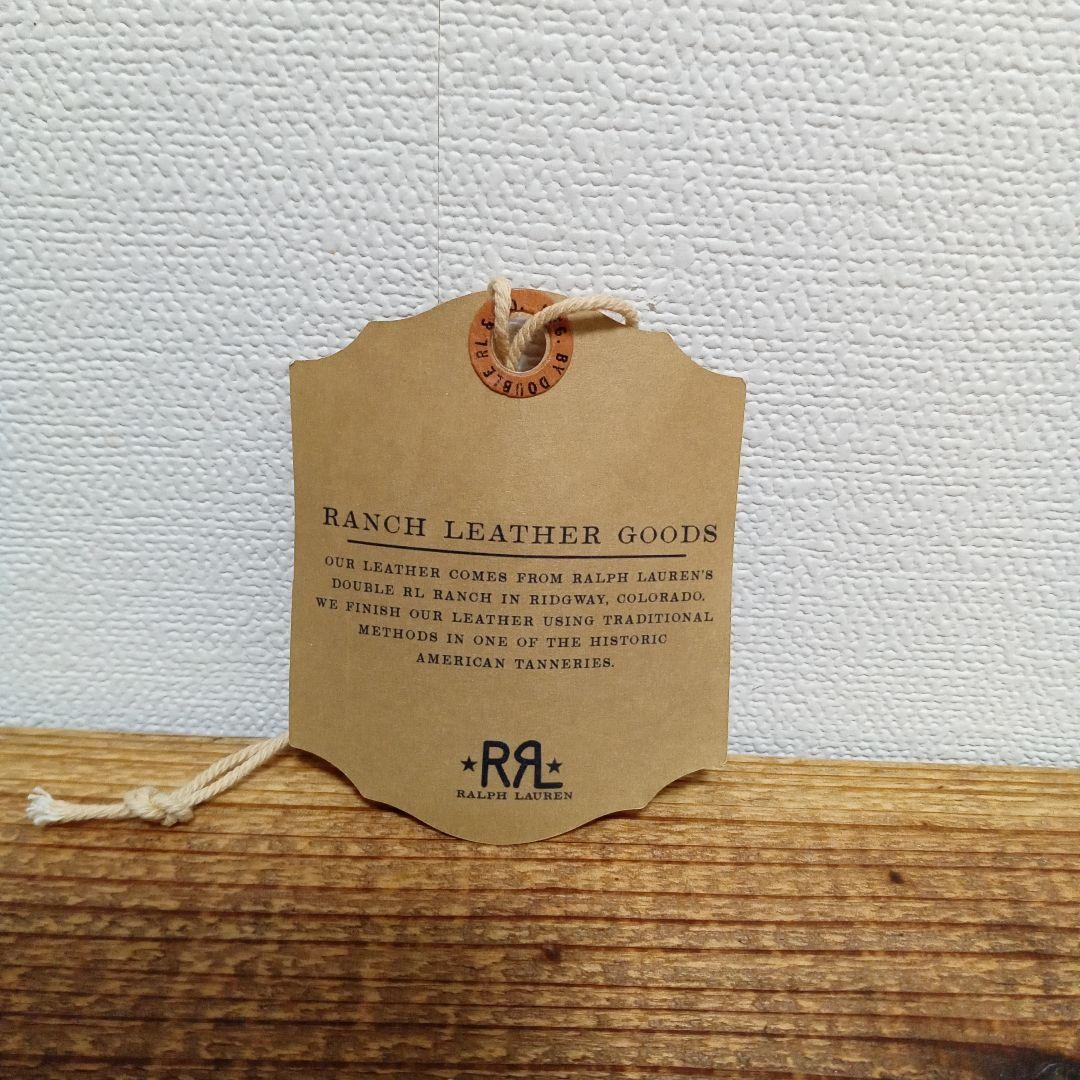 BY DOUBLE RL &
RANCH LEATHER GOODS
OUR LEATHER COMES FROM RALPH LAUREN'S
DOUBLE RL RANCH IN RIDGWAY, COLORADO.
WE FINISH OUR LEATHER USING TRADITIONAL
METHODS IN ONE OF THE HISTORIC
AMERICAN TANNERIES.
RRL
RALPH LAUREN